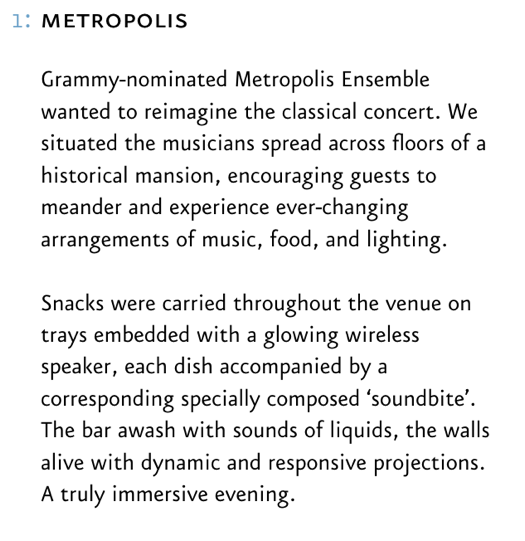 1: METROPOLIS
Grammy-nominated Metropolis Ensemble
wanted to reimagine the classical concert. We
situated the musicians spread across floors of a
historical mansion, encouraging guests to
meander and experience ever-changing
arrangements of music, food, and lighting.
Snacks were carried throughout the venue on
trays embedded with a glowing wireless
speaker, each dish accompanied by a
corresponding specially composed ‘soundbite’.
The bar awash with sounds of liquids, the walls
alive with dynamic and responsive projections.
A truly immersive evening.